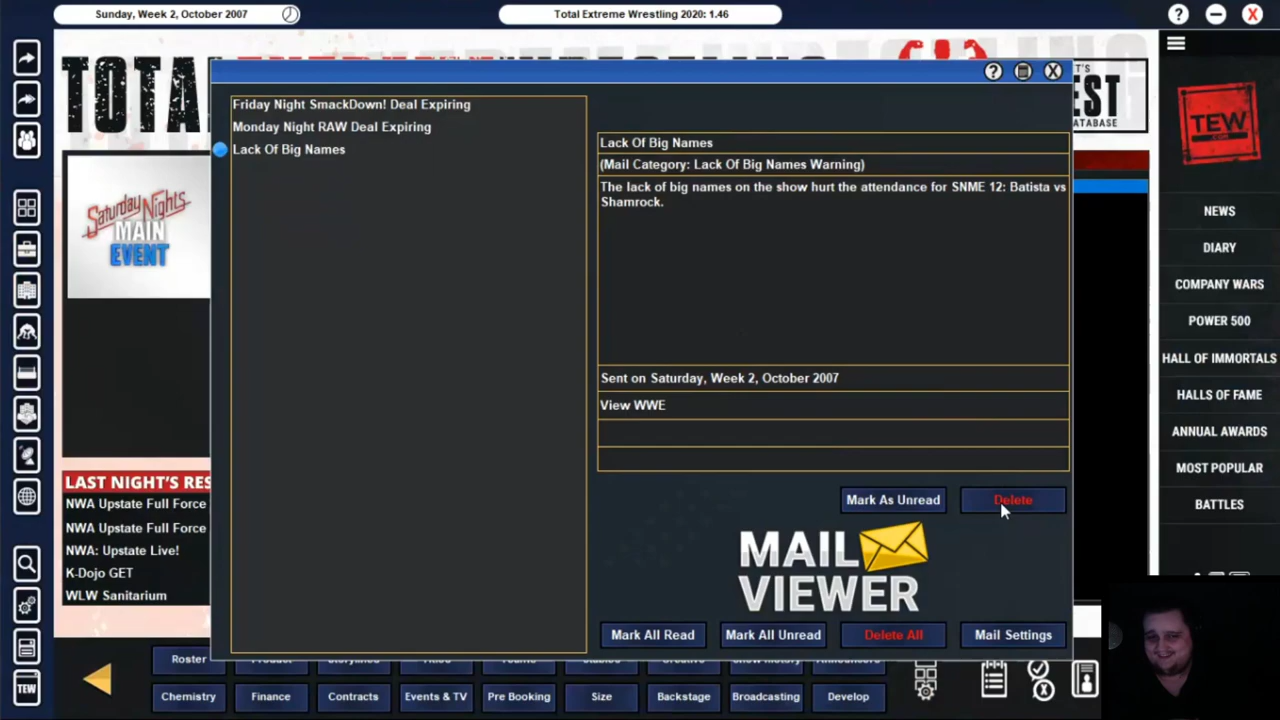 Sunday, Week 2, October 2007
Total Extreme Wrestling 2020: 1.46
Friday Night SmackDown! Deal Expiring
Monday Night RAW Deal Expiring
Lack Of Big Names
Lack Of Big Names
(Mail Category: Lack Of Big Names Warning)
The lack of big names on the show hurt the attendance for SNME 12: Batista vs
Shamrock.
Sent on Saturday, Week 2, October 2007
View WWE
Mark As Unread
Delete
MAIL
VIEWER
Mark All Read
Mark All Unread
Delete All
Mail Settings
Saturday Night's
MAIN
EVENT
LAST NIGHT'S RES
NWA Upstate Full Force
NWA Upstate Full Force
NWA: Upstate Live!
K-Dojo GET
WLW Sanitarium
TEW
.COM
NEWS
DIARY
COMPANY WARS
POWER 500
HALL OF IMMORTALS
HALLS OF FAME
ANNUAL AWARDS
MOST POPULAR
BATTLES
Roster
Chemistry
Finance
Contracts
Events & TV
Pre Booking
Size
Backstage
Broadcasting
Develop
TEW